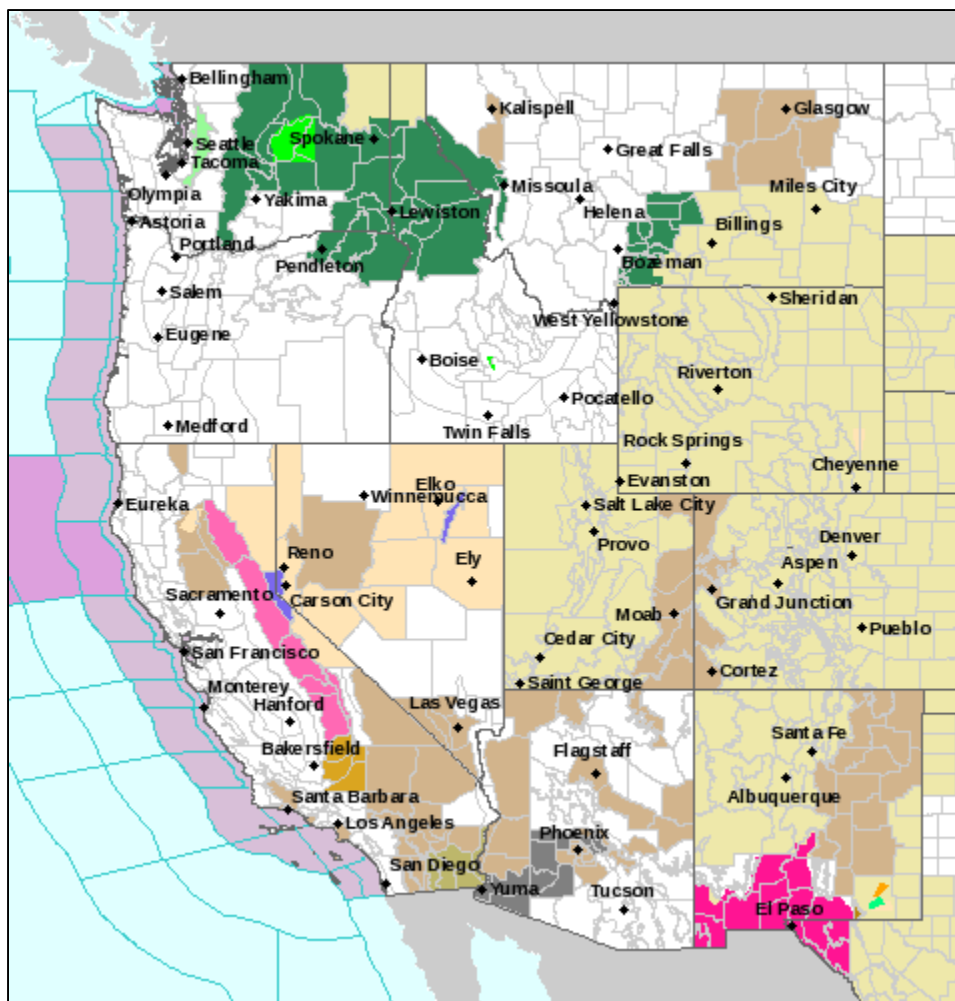 Bellingham
Kalispell
Glasgow
Seattle
Spokane
Great Falls
Tacoma
Olympia
Missoula
Miles City
Yakima
Lewiston
Helena
Astoria
Billings
Portland
Pendleton
Bozeman
Salem
Sheridan
West Yellowstone
Eugene
Boise
Riverton
Pocatello
Medford
Twin Falls
Rock Springs
Cheyenne
Evanston
Elko
Winnemucca
Eureka
Salt Lake City
Provo
Denver
Reno
Ely
Aspen
Sacramento
Carson City
Moab
Grand Junction
Pueblo
San Francisco
Cedar City
Cortez
Saint George
Monterey
Hanford
Las Vegas
Bakersfield
Flagstaff
Santa Fe
Albuquerque
Santa Barbara
Los Angeles
Phoenix
San Diego
Yuma
Tucson
El Paso